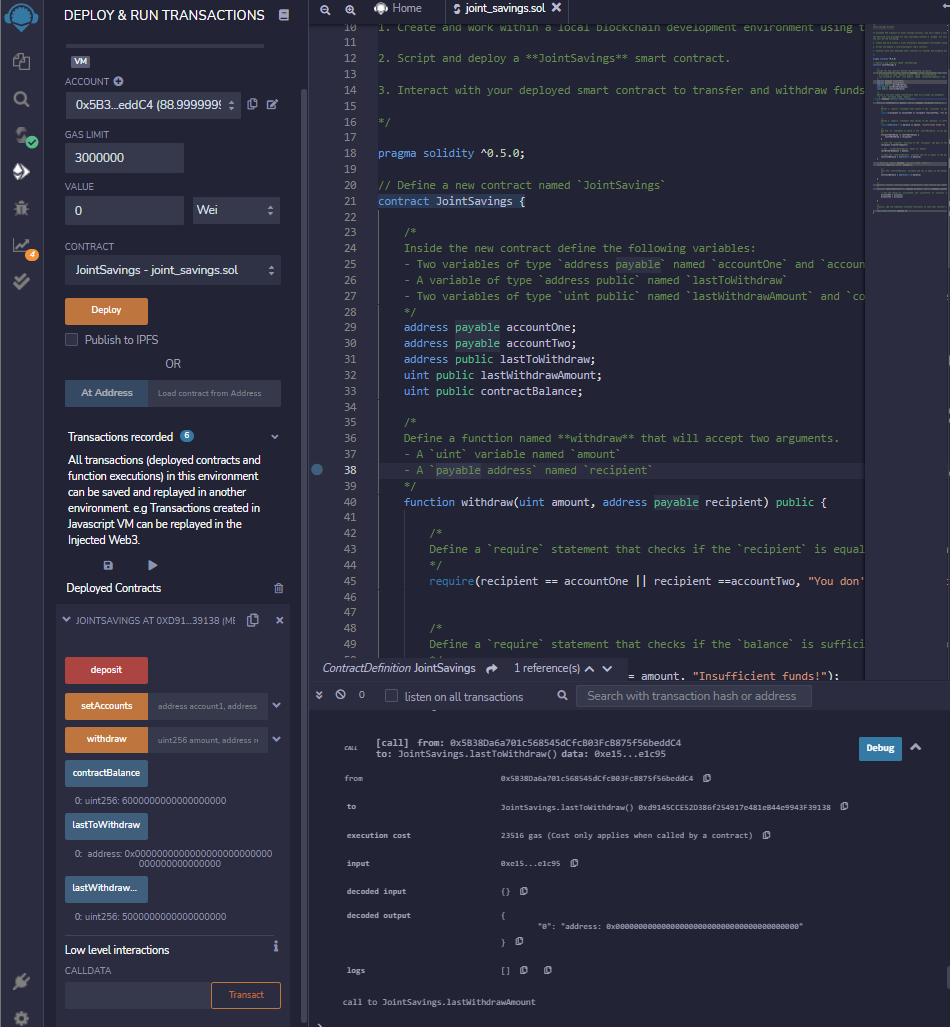 DEPLOY & RUN TRANSACTIONS
VM
ACCOUNT
0x5B3...eddC4 (88.9999999
GAS LIMIT
3000000
VALUE
0
Wei
CONTRACT
JointSavings - joint_savings.sol
Deploy
Publish to IPFS
OR
At Address
Load contract from Address
Transactions recorded 6
All transactions (deployed contracts and
function executions) in this environment
can be saved and replayed in another
environment. e.g Transactions created in
Javascript VM can be replayed in the
Injected Web3.
Deployed Contracts
JOINTSAVINGS AT 0XD91...39138 (ME
deposit
setAccounts
address account1, address
withdraw
uint256 amount, address r
contractBalance
0: uint256: 6000000000000000000
lastToWithdraw
0: address: 0x00000000000000000000000000
00000000000000
lastWithdraw...
0: uint256: 5000000000000000000
Low level interactions
CALLDATA
Transact
4
Home
joint_savings.sol
10 1. Create and work within a local blockchain development environment using t
11
12 2. Script and deploy a **JointSavings** smart contract.
13
14 3. Interact with your deployed smart contract to transfer and withdraw funds
15
16 */
17
18 pragma solidity ^0.5.0;
19
20 // Define a new contract named `JointSavings`
21 contract JointSavings {
22
23 /*
24 Inside the new contract define the following variables:
25 - Two variables of type `address payable` named `accountOne` and `accoun
26 - A variable of type `address public` named `lastToWithdraw`
27 - Two variables of type `uint public` named `lastWithdrawAmount` and `co
28 */
29 address payable accountOne;
30 address payable accountTwo;
31 address public lastToWithdraw;
32 uint public lastWithdrawAmount;
33 uint public contractBalance;
34
35 /*
36 Define a function named **withdraw** that will accept two arguments.
37 - A `uint` variable named `amount`
38 - A `payable address` named `recipient`
39 */
40 function withdraw(uint amount, address payable recipient) public {
41
42 /*
43 Define a `require` statement that checks if the `recipient` is equal
44 */
45 require(recipient == accountOne || recipient ==accountTwo, "You don'
46
47
48 /*
49 Define a `require` statement that checks if the `balance` is suffici
ContractDefinition JointSavings 1 reference(s)
= amount, "Insufficient funds!");
0
listen on all transactions
Search with transaction hash or address
CALL
[call] from: 0x5B38Da6a701c568545dCfcB03FcB875f56beddC4
to: JointSavings.lastToWithdraw() data: 0xe15...e1c95
Debug
from 0x5B38Da6a701c568545dCfcB03FcB875f56beddC4
to JointSavings.lastToWithdraw() 0xd9145CCE52D386f254917e481eB44e9943F39138
execution cost 23516 gas (Cost only applies when called by a contract)
input 0xe15...e1c95
decoded input {}
decoded output {
"0": "address: 0x0000000000000000000000000000000000000000"
}
logs []
call to JointSavings.lastWithdrawAmount